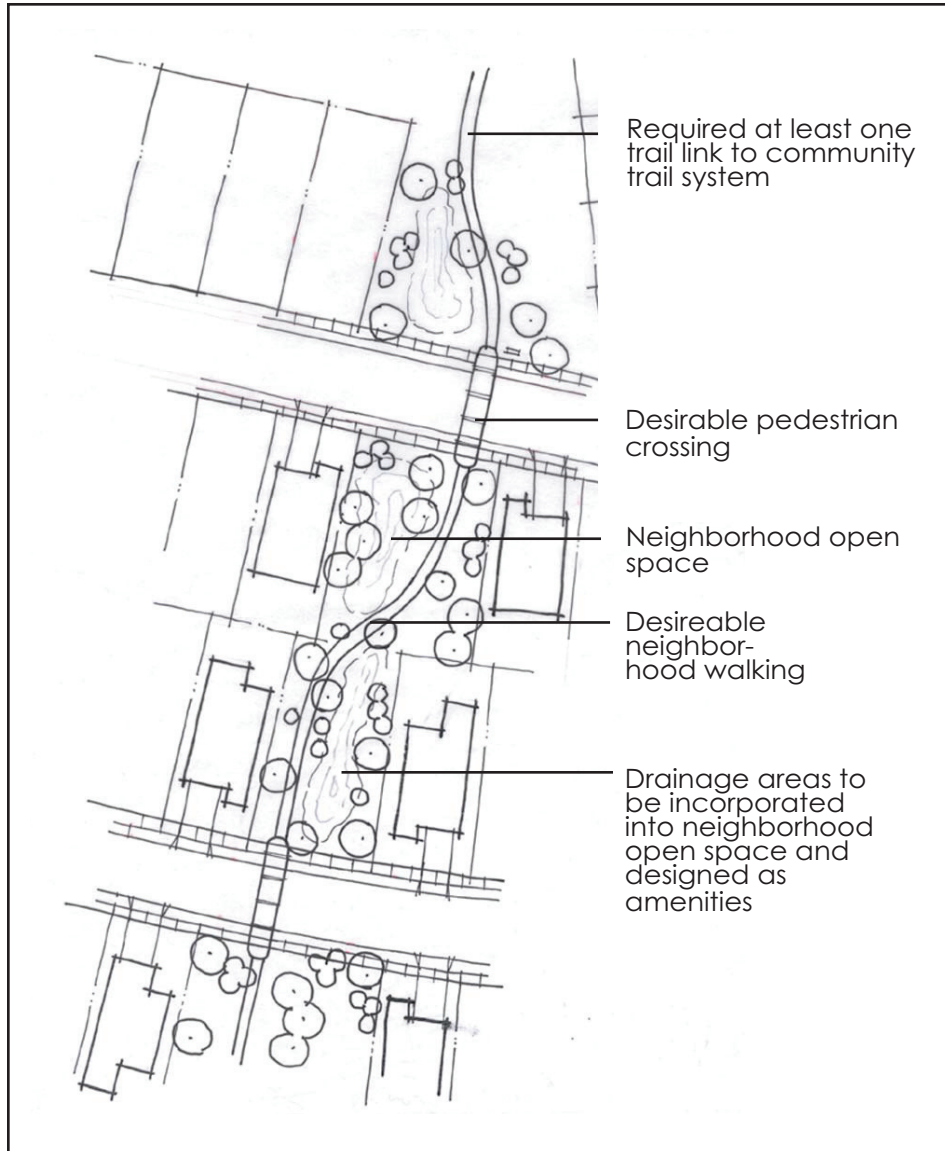 Required at least one
trail link to community
trail system
Desirable pedestrian
crossing
Neighborhood open
space
Desireable
neighbor-
hood walking
Drainage areas to
be incorporated
into neighborhood
open space and
designed as
amenities